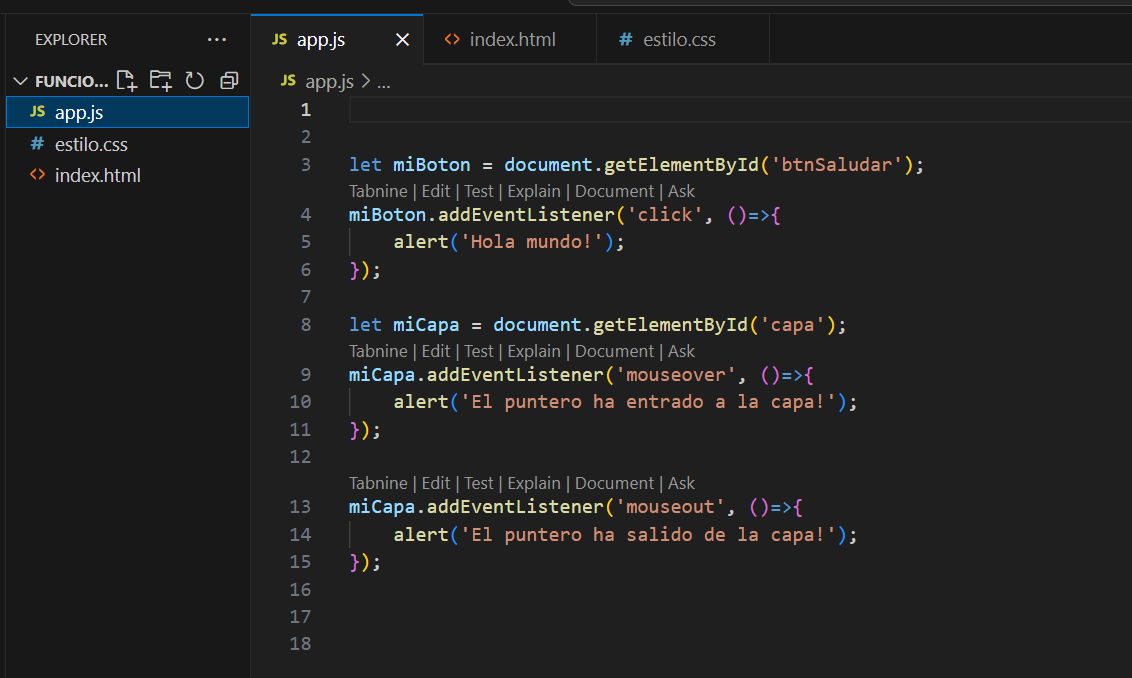 EXPLORER ...
FUNCIO...
JS app.js
# estilo.css
<> index.html
JS app.js
<> index.html
# estilo.css
JS app.js > ...
1
2
3 let miBoton = document.getElementById('btnSaludar');
Tabnine | Edit | Test | Explain | Document | Ask
4 miBoton.addEventListener('click', ()=>{
5     alert('Hola mundo!');
6 });
7
8 let miCapa = document.getElementById('capa');
Tabnine | Edit | Test | Explain | Document | Ask
9 miCapa.addEventListener('mouseover', ()=>{
10     alert('El puntero ha entrado a la capa!');
11 });
12
Tabnine | Edit | Test | Explain | Document | Ask
13 miCapa.addEventListener('mouseout', ()=>{
14     alert('El puntero ha salido de la capa!');
15 });
16
17
18